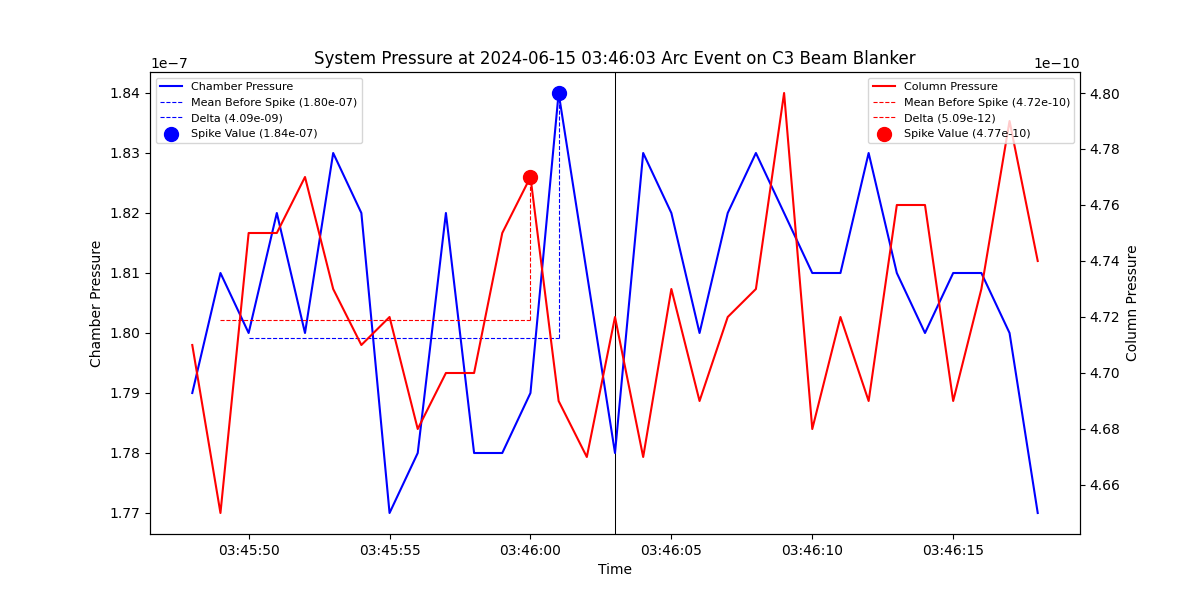 System Pressure at 2024-06-15 03:46:03 Arc Event on C3 Beam Blanker
1e−7
1e−10
Chamber Pressure
Mean Before Spike (1.80e-07)
Delta (4.09e-09)
Spike Value (1.84e-07)
Column Pressure
Mean Before Spike (4.72e-10)
Delta (5.09e-12)
Spike Value (4.77e-10)
1.84
1.83
1.82
1.81
1.80
1.79
1.78
1.77
Chamber Pressure
4.80
4.78
4.76
4.74
4.72
4.70
4.68
4.66
Column Pressure
03:45:50
03:45:55
03:46:00
03:46:05
03:46:10
03:46:15
Time